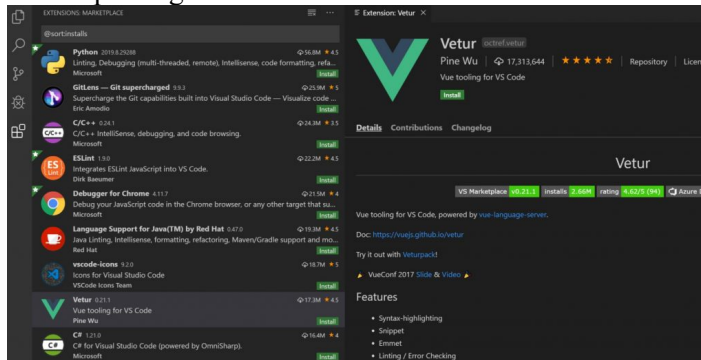 EXTENSIONS: MARKETPLACE
@sort:installs
Python 2019.8.29288 56.8M ★ 4.5
Linting, Debugging (multi-threaded, remote), Intellisense, code formatting, refa...
Microsoft Install
GitLens — Git supercharged 9.9.3 25.9M ★ 5
Supercharge the Git capabilities built into Visual Studio Code — Visualize code ...
Eric Amodio Install
C/C++ 0.24.1 24.3M ★ 3.5
C/C++ C/C++ IntelliSense, debugging, and code browsing.
Microsoft Install
ESLint 1.9.0 22.2M ★ 4.5
ES Lint Integrates ESLint JavaScript into VS Code.
Dirk Baeumer Install
Debugger for Chrome 4.11.7 21.5M ★ 4
Debug your JavaScript code in the Chrome browser, or any other target that su...
Microsoft Install
Language Support for Java(TM) by Red Hat 0.47.0 19.3M ★ 4.5
Java Linting, Intellisense, formatting, refactoring, Maven/Gradle support and mo...
Red Hat Install
vscode-icons 9.2.0 18.7M ★ 5
Icons for Visual Studio Code
VSCode Icons Team Install
Vetur 0.21.1 17.3M ★ 4.5
Vue tooling for VS Code
Pine Wu Install
C# 1.21.0 16.4M ★ 4
C# C# for Visual Studio Code (powered by OmniSharp).
Microsoft Install
Extension: Vetur ×
Vetur octref.vetur
Pine Wu | 17,313,644 | ★★★★★ | Repository | Licen
Vue tooling for VS Code
Install
Details Contributions Changelog
Vetur
VS Marketplace v0.21.1 installs 2.66M rating 4.62/5 (94) Azure
Vue tooling for VS Code, powered by vue-language-server.
Doc: https://vuejs.github.io/vetur
Try it out with Veturpack!
VueConf 2017 Slide & Video
Features
• Syntax-highlighting
• Snippet
• Emmet
• Linting / Error Checking